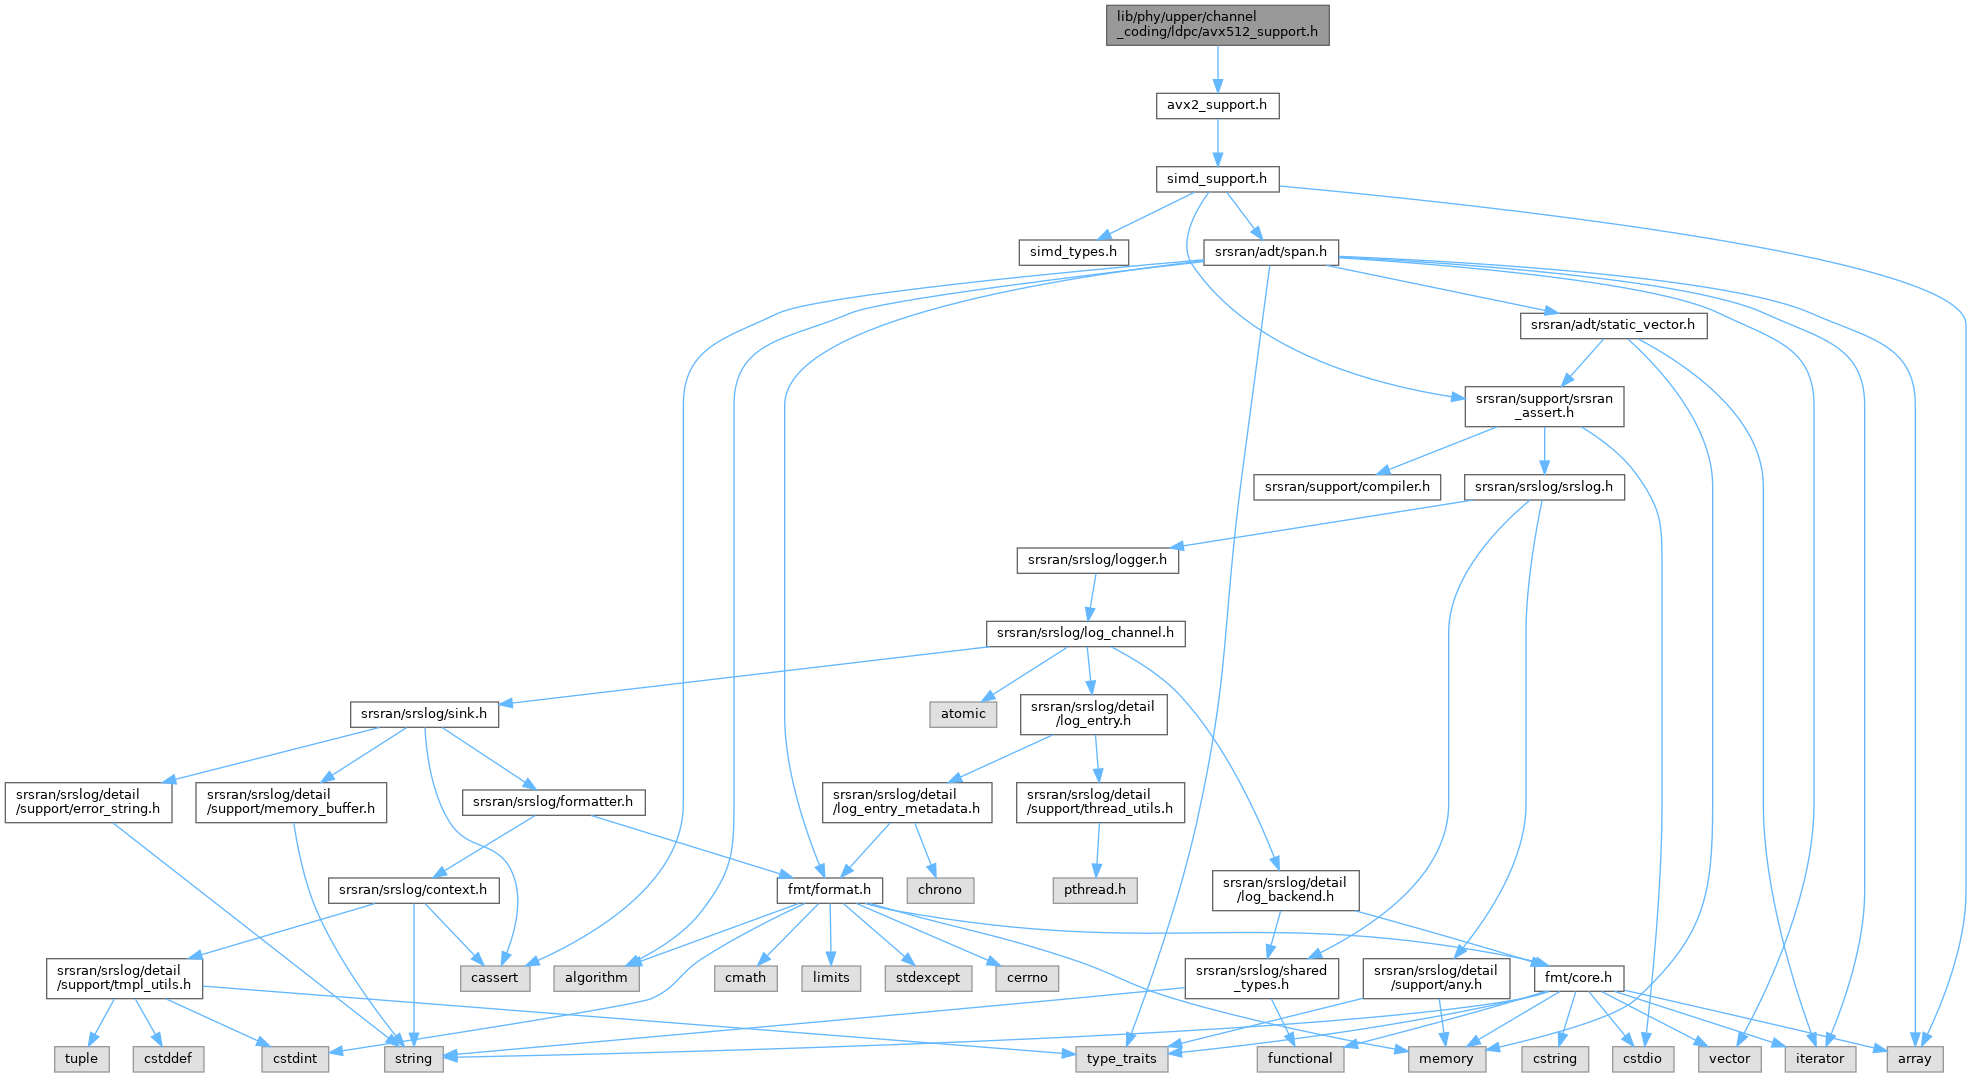 lib/phy/upper/channel
_coding/ldpc/avx512_support.h
avx2_support.h
simd_support.h
simd_types.h
srsran/adt/span.h
srsran/adt/static_vector.h
srsran/support/srsran
_assert.h
srsran/support/compiler.h
srsran/srslog/srslog.h
srsran/srslog/logger.h
srsran/srslog/log_channel.h
srsran/srslog/sink.h
atomic
srsran/srslog/detail
/log_entry.h
srsran/srslog/detail
/support/error_string.h
srsran/srslog/detail
/support/memory_buffer.h
srsran/srslog/formatter.h
srsran/srslog/detail
/log_entry_metadata.h
srsran/srslog/detail
/support/thread_utils.h
srsran/srslog/context.h
fmt/format.h
chrono
pthread.h
srsran/srslog/detail
/log_backend.h
srsran/srslog/detail
/support/tmpl_utils.h
cassert
algorithm
cmath
limits
stdexcept
cerrno
srsran/srslog/shared
_types.h
srsran/srslog/detail
/support/any.h
fmt/core.h
tuple
cstddef
cstdint
string
type_traits
functional
memory
cstring
cstdio
vector
iterator
array